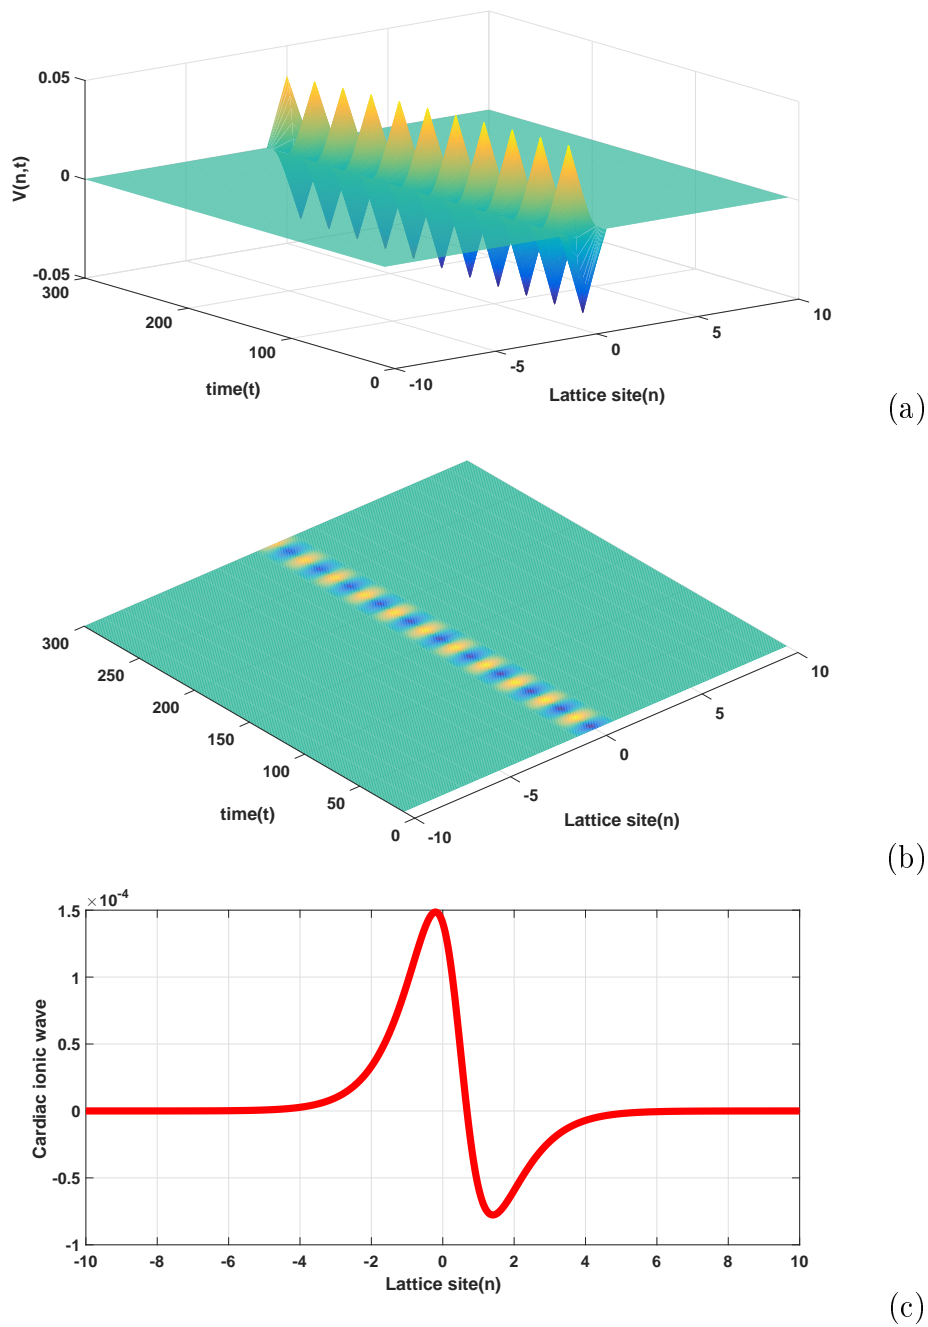 0.05
0
-0.05
V(n,t)
300
200
100
0
time(t)
-10
-5
0
5
10
Lattice site(n)
(a)
300
250
200
150
100
50
0
time(t)
-10
-5
0
5
10
Lattice site(n)
(b)
×10-4
1.5
1
0.5
0
-0.5
-1
Cardiac ionic wave
-10 -8 -6 -4 -2 0 2 4 6 8 10
Lattice site(n)
(c)